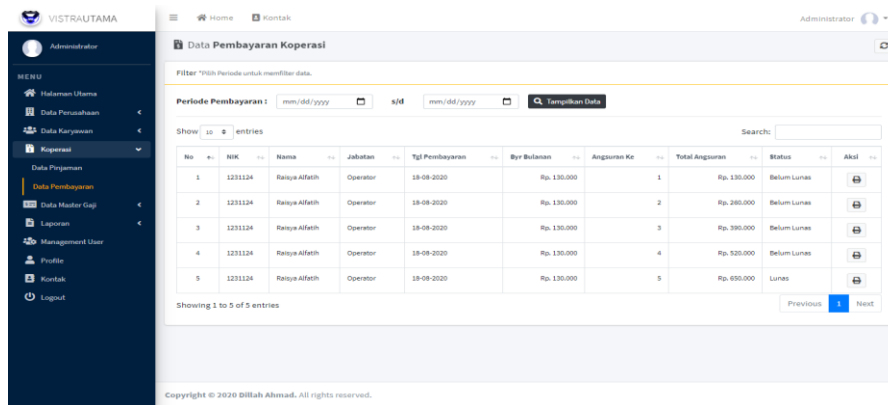 VISTRAUTAMA
Home Kontak
Administrator
Administrator
MENU
Halaman Utama
Data Perusahaan
Data Karyawan
Koperasi
Data Pinjaman
Data Pembayaran
Data Master Gaji
Laporan
Management User
Profile
Kontak
Logout
Data Pembayaran Koperasi
Filter *Pilih Periode untuk memfilter data.
Periode Pembayaran : mm/dd/yyyy s/d mm/dd/yyyy Tampilkan Data
Show 10 entries Search:
No NIK Nama Jabatan Tgl Pembayaran Byr Bulanan Angsuran Ke Total Angsuran Status Aksi
1 1231124 Raisya Alfatih Operator 18-08-2020 Rp. 130.000 1 Rp. 130.000 Belum Lunas
2 1231124 Raisya Alfatih Operator 18-08-2020 Rp. 130.000 2 Rp. 260.000 Belum Lunas
3 1231124 Raisya Alfatih Operator 18-08-2020 Rp. 130.000 3 Rp. 390.000 Belum Lunas
4 1231124 Raisya Alfatih Operator 18-08-2020 Rp. 130.000 4 Rp. 520.000 Belum Lunas
5 1231124 Raisya Alfatih Operator 18-08-2020 Rp. 130.000 5 Rp. 650.000 Lunas
Showing 1 to 5 of 5 entries
Previous 1 Next
Copyright © 2020 Dillah Ahmad. All rights reserved.